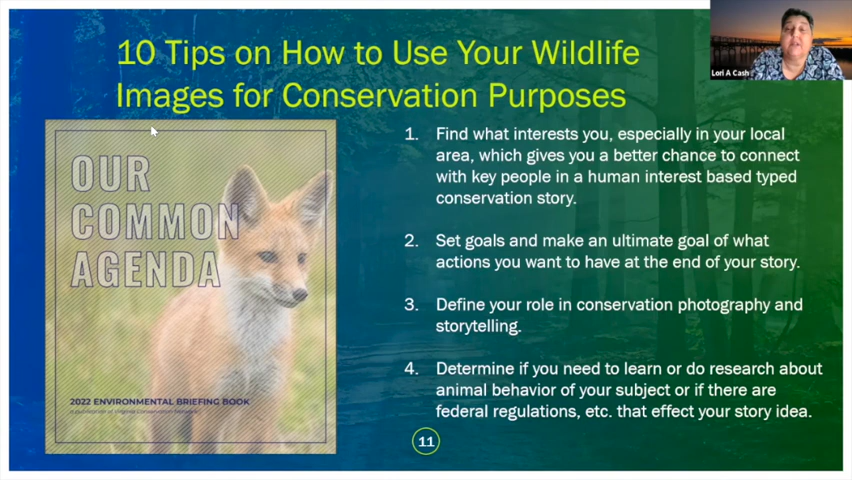 10 Tips on How to Use Your Wildlife
Images for Conservation Purposes
Lori A Cash
OUR
COMMON
AGENDA
2022 ENVIRONMENTAL BRIEFING BOOK
a publication of Virginia Conservation Network
1. Find what interests you, especially in your local
area, which gives you a better chance to connect
with key people in a human interest based typed
conservation story.
2. Set goals and make an ultimate goal of what
actions you want to have at the end of your story.
3. Define your role in conservation photography and
storytelling.
4. Determine if you need to learn or do research about
animal behavior of your subject or if there are
federal regulations, etc. that effect your story idea.
11